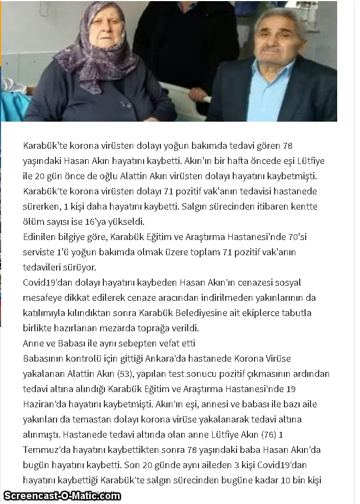 Karabük'te korona virüsten dolayı yoğun bakımda tedavi gören 78
yaşındaki Hasan Akın hayatını kaybetti. Akın'ın bir hafta öncede eşi Lütfiye
ile 20 gün önce de oğlu Alattin Akın virüsten dolayı hayatını kaybetmişti.
Karabük'te korona virüsten dolayı 71 pozitif vak'anın tedavisi hastanede
sürerken, 1 kişi daha hayatını kaybetti. Salgın sürecinden itibaren kentte
ölüm sayısı ise 16'ya yükseldi.
Edinilen bilgiye göre, Karabük Eğitim ve Araştırma Hastanesi'nde 70'si
serviste 1'ü yoğun bakımda olmak üzere toplam 71 pozitif vak'anın
tedavileri sürüyor.
Covid19'dan dolayı hayatını kaybeden Hasan Akın'ın cenazesi sosyal
mesafeye dikkat edilerek cenaze aracından indirilmeden yakınlarının da
katılımıyla kılındıktan sonra Karabük Belediyesine ait ekiplerce tabutla
birlikte hazırlanan mezarda toprağa verildi.
Anne ve Babası ile aynı sebepten vefat etti
Babasının kontrolü için gittiği Ankara'da hastanede Korona Virüse
yakalanan Alattin Akın (53), yapılan test sonucu pozitif çıkmasının ardından
tedavi altına alındığı Karabük Eğitim ve Araştırma Hastanesi'nde 19
Haziran'da hayatını kaybetmişti. Akın'ın eşi, annesi ve babası ile bazı aile
yakınları da temastan dolayı korona virüse yakalanarak tedavi altına
alınmıştı. Hastanede tedavi altında olan anne Lütfiye Akın (76) 1
Temmuz'da hayatını kaybettikten sonra 78 yaşındaki baba Hasan Akın'da
bugün hayatını kaybetti. Son 20 günde aynı aileden 3 kişi Covid19'dan
hayatını kaybettiği Karabük'te salgın sürecinden bugüne kadar 10 bin kişi
Screencast-O-Matic.com